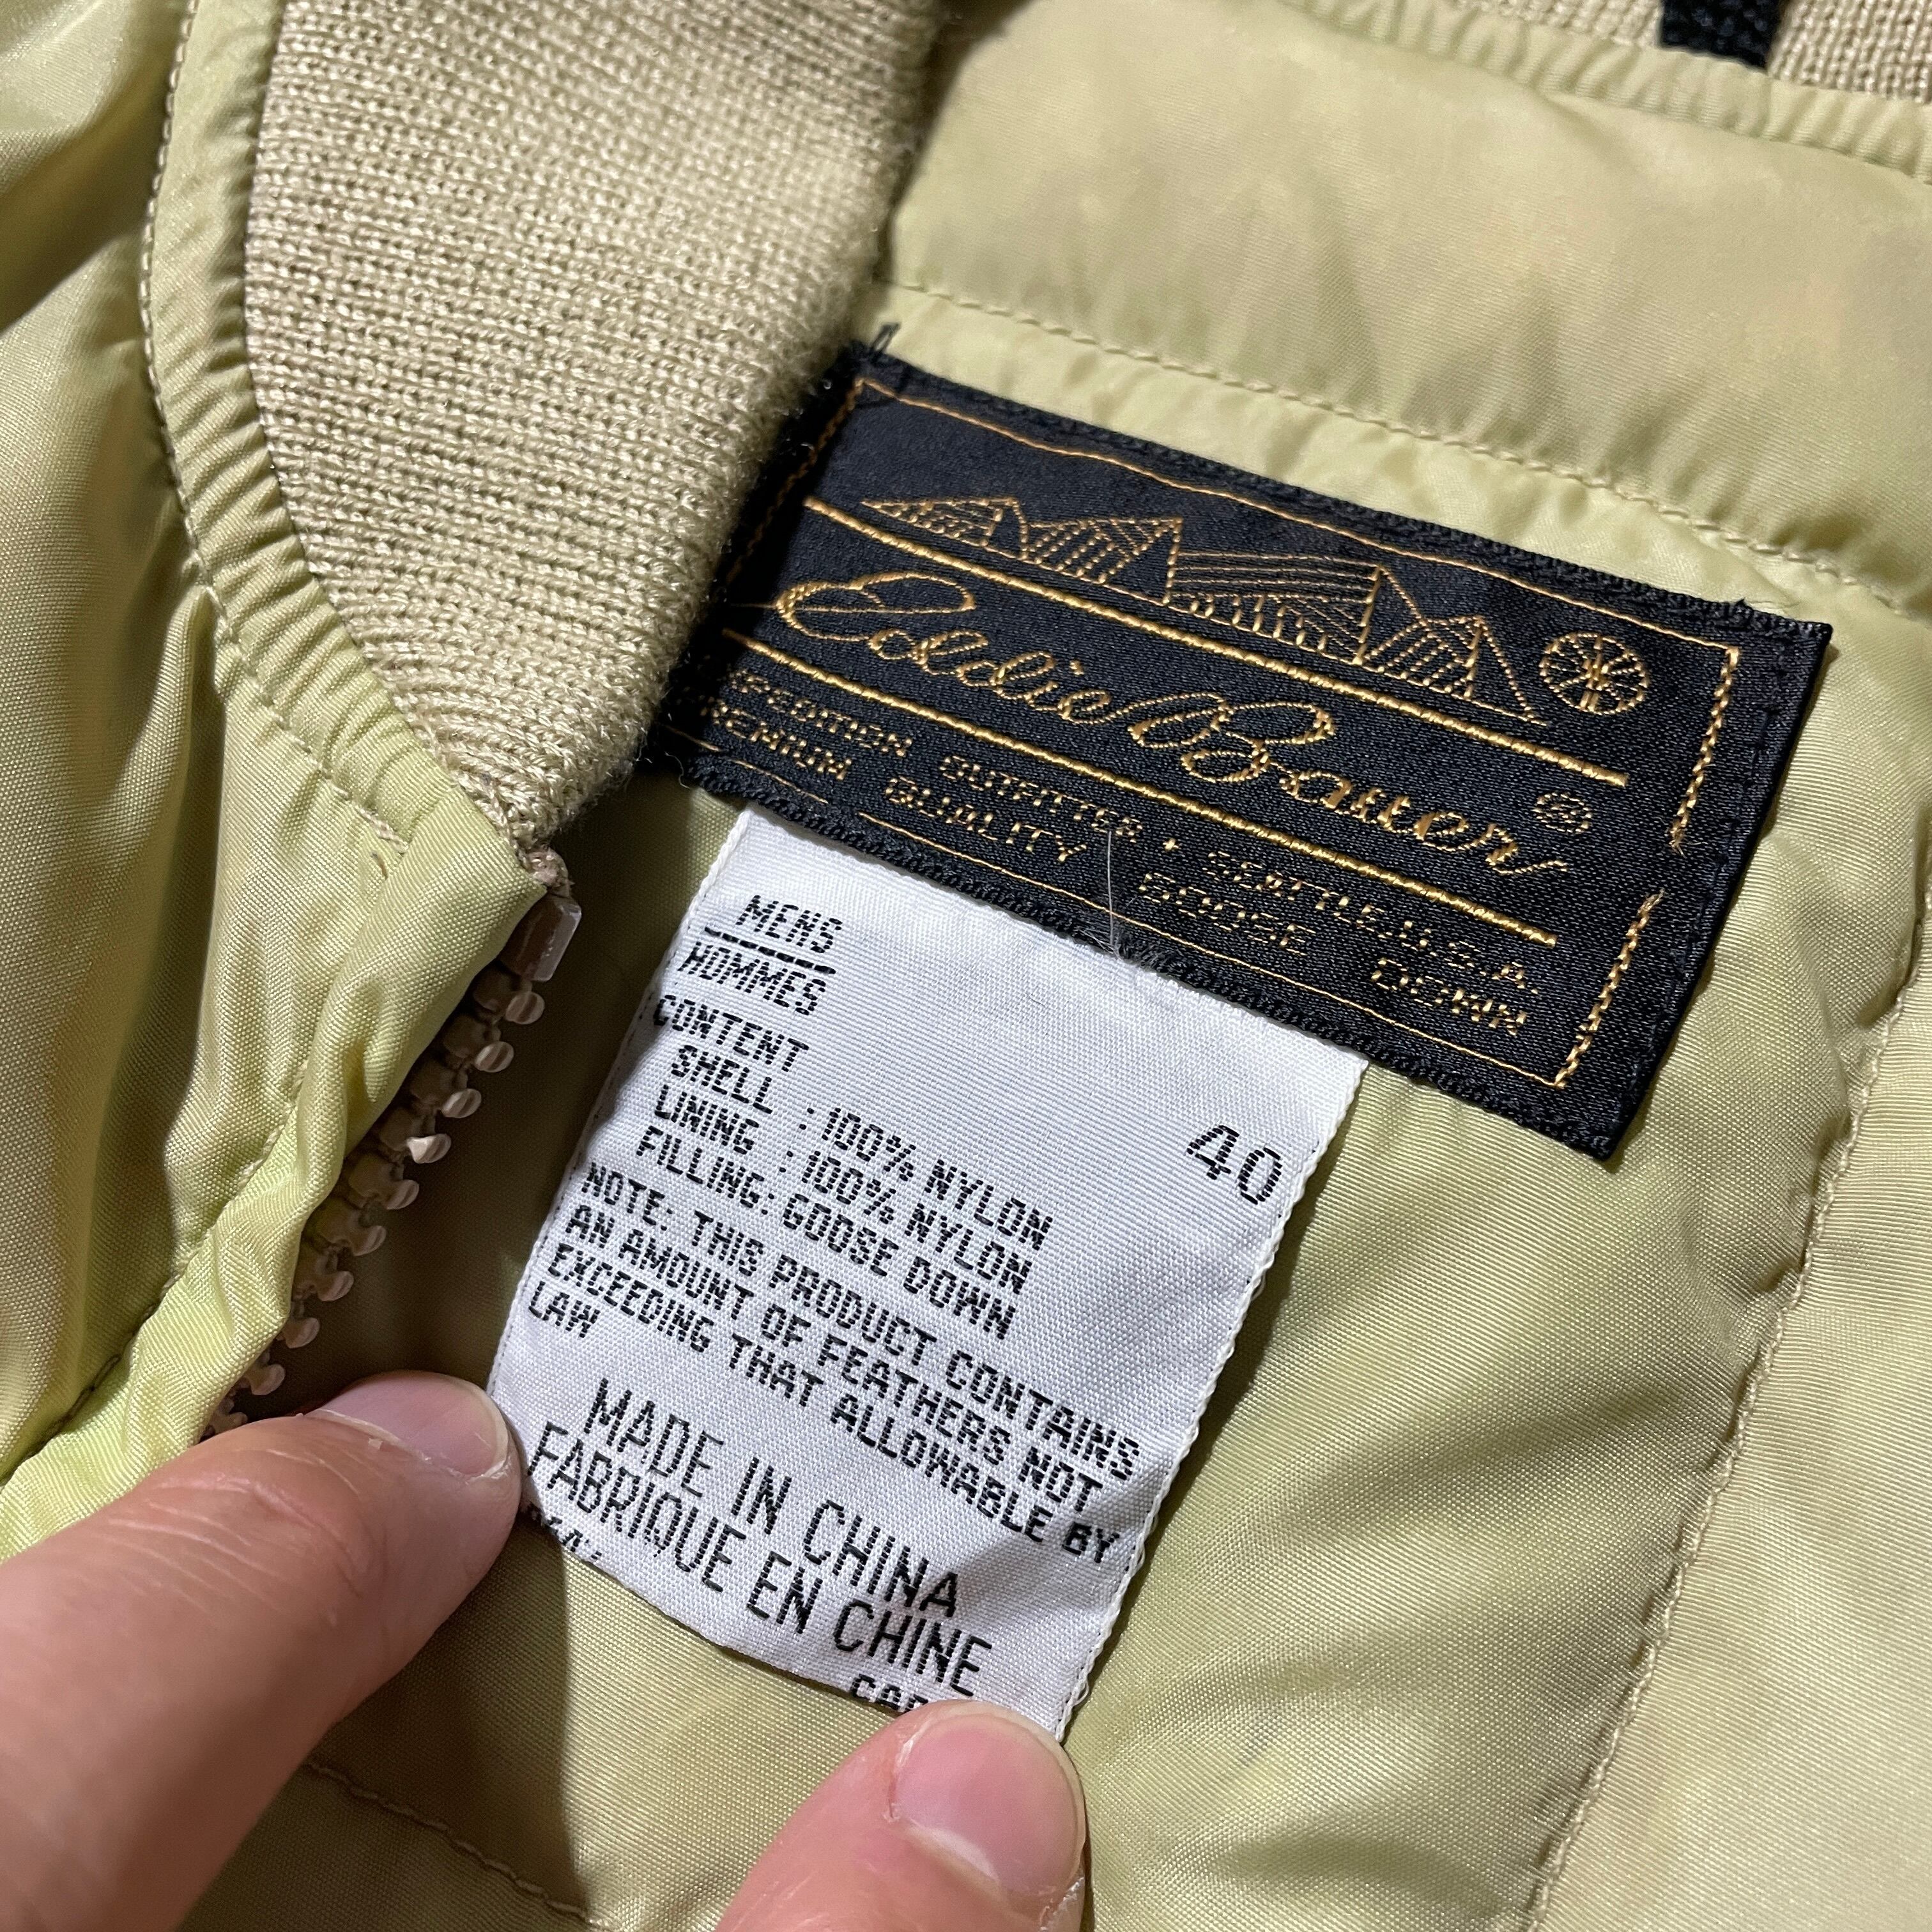 Eddie Bauer ®
EXPEDITION OUTFITTER • SEATTLE, U.S.A.
PREMIUM QUALITY GOOSE DOWN
MENS
HOMMES
40
CONTENT
SHELL : 100% NYLON
LINING : 100% NYLON
FILLING: GOOSE DOWN
NOTE: THIS PRODUCT CONTAINS
AN AMOUNT OF FEATHERS NOT
EXCEEDING THAT ALLOWABLE BY
LAW
MADE IN CHINA
FABRIQUE EN CHINE